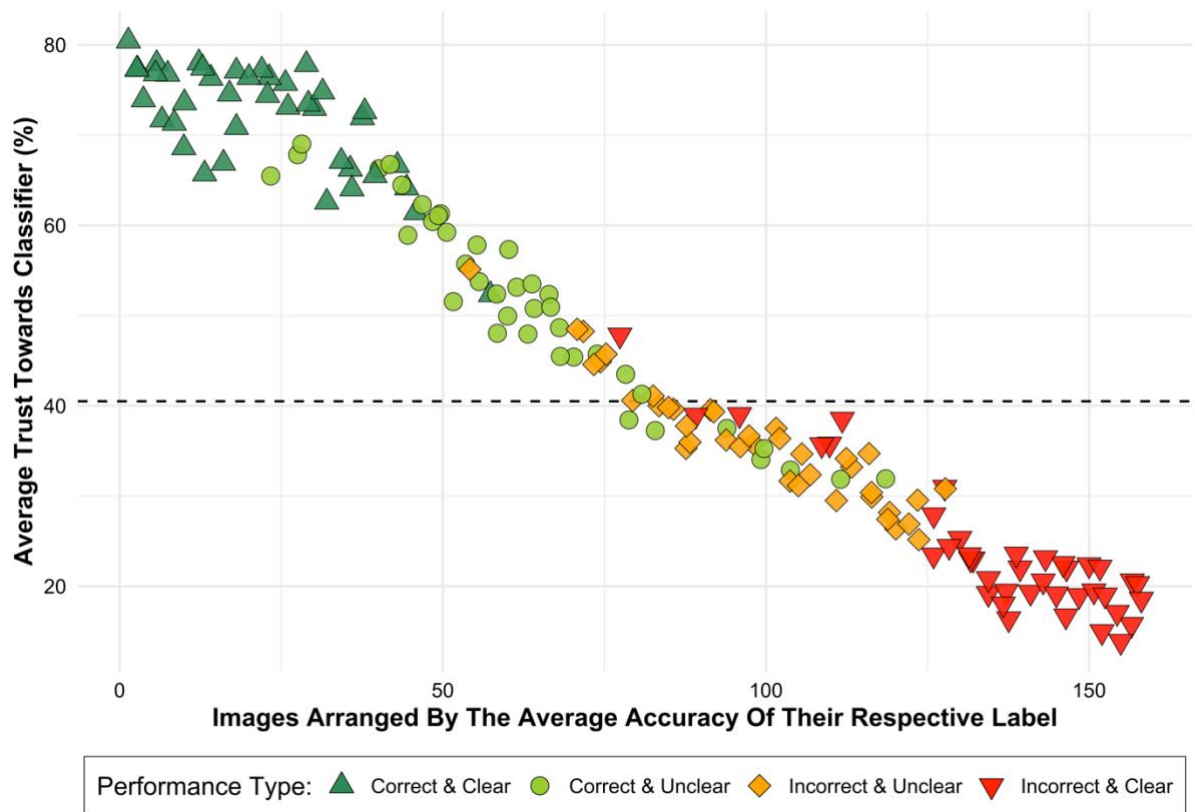 Average Trust Towards Classifier (%)
80
60
40
20
0
50
100
150
Images Arranged By The Average Accuracy Of Their Respective Label
Performance Type: Correct & Clear Correct & Unclear Incorrect & Unclear Incorrect & Clear